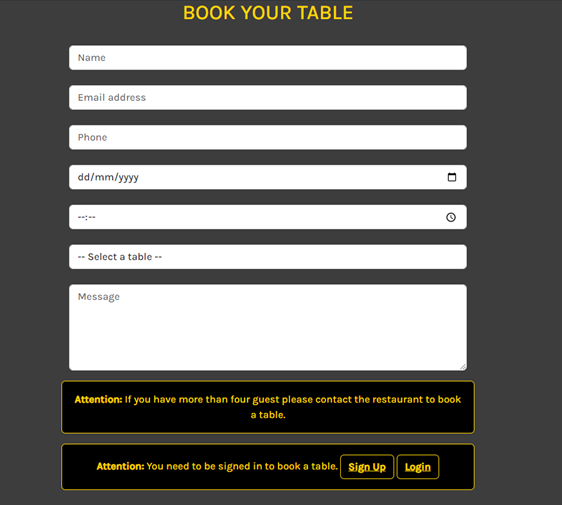 BOOK YOUR TABLE
Name
Email address
Phone
dd/mm/yyyy
--:--
-- Select a table --
Message
Attention: If you have more than four guest please contact the restaurant to book
a table.
Attention: You need to be signed in to book a table. Sign Up Login